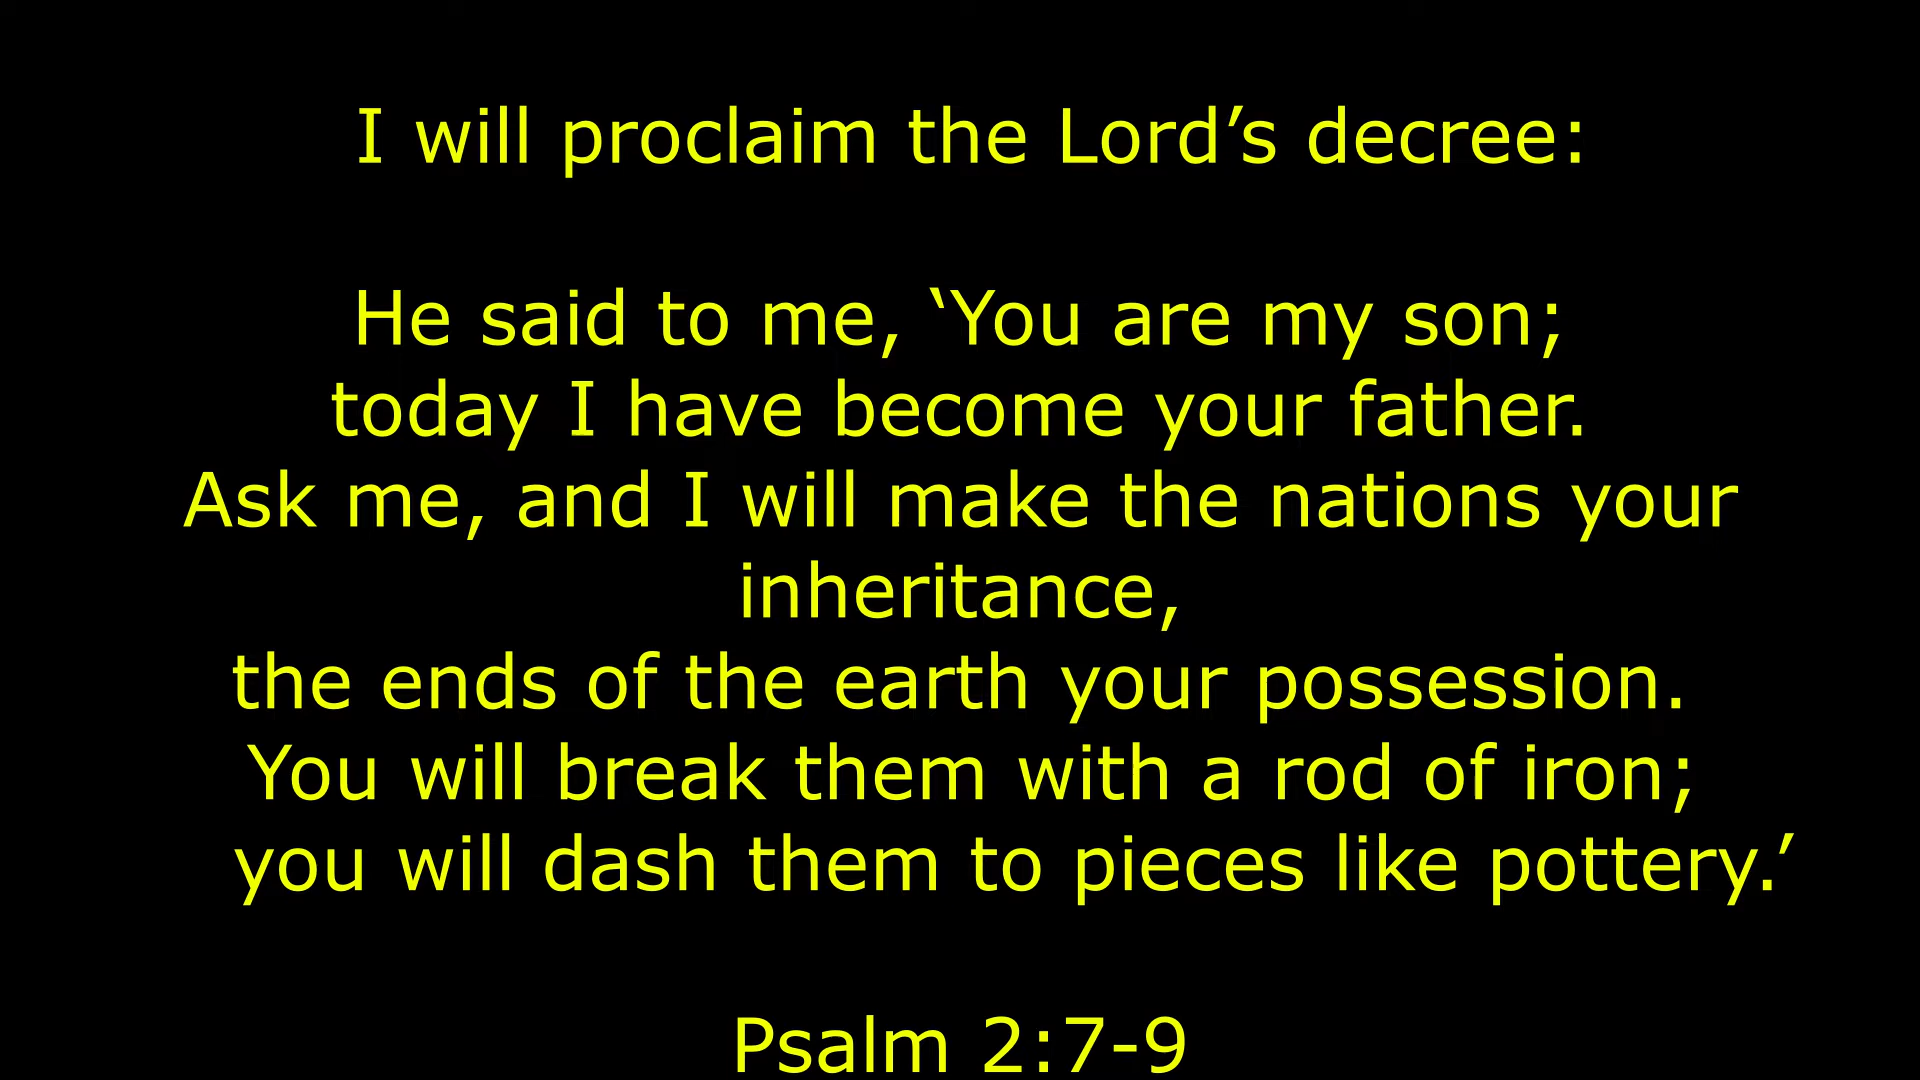 I will proclaim the Lord’s decree:
He said to me, ‘You are my son;
today I have become your father.
Ask me, and I will make the nations your
inheritance,
the ends of the earth your possession.
You will break them with a rod of iron;
you will dash them to pieces like pottery.’
Psalm 2:7-9